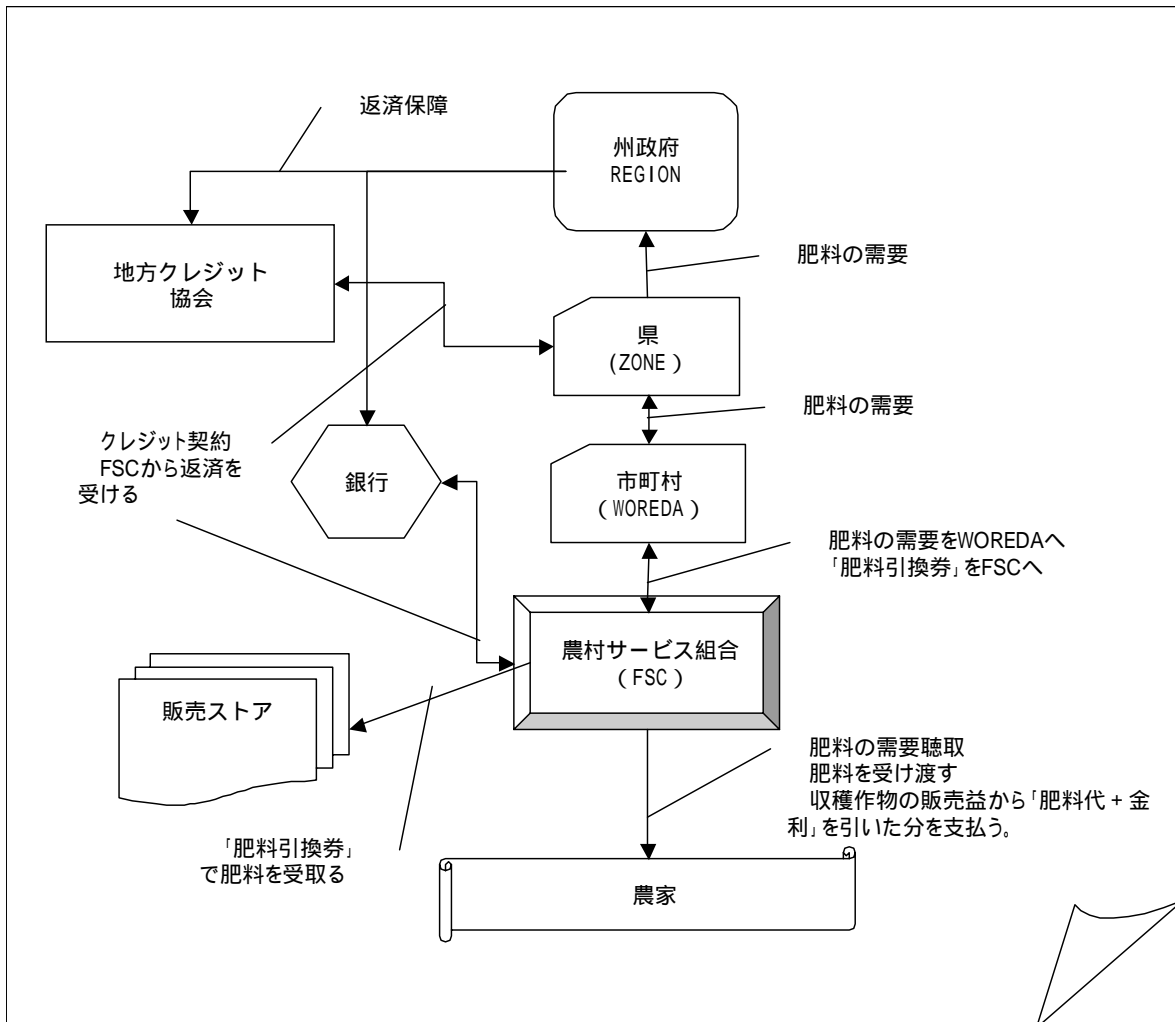 返済保障
州政府
REGION
地方クレジット
協会
肥料の需要
県
(ZONE)
肥料の需要
クレジット契約
FSCから返済を
受ける
銀行
市町村
(WOREDA)
肥料の需要をWOREDAへ
「肥料引換券」をFSCへ
農村サービス組合
(FSC)
販売ストア
肥料の需要聴取
肥料を受け渡す
収穫作物の販売益から「肥料代+金
利」を引いた分を支払う。
「肥料引換券」
で肥料を受取る
農家